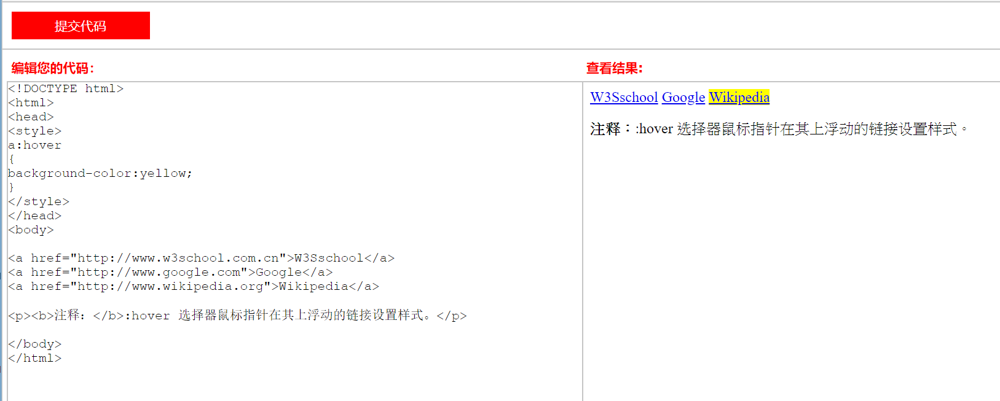 提交代码
编辑您的代码：
查看结果:
<!DOCTYPE html>
<html>
<head>
<style>
a:hover
{
background-color:yellow;
}
</style>
</head>
<body>
<a href="http://www.w3school.com.cn">W3Sschool</a>
<a href="http://www.google.com">Google</a>
<a href="http://www.wikipedia.org">Wikipedia</a>
<p><b>注释：</b>:hover 选择器鼠标指针在其上浮动的链接设置样式。</p>
</body>
</html>
W3Sschool Google Wikipedia
注释：:hover 选择器鼠标指针在其上浮动的链接设置样式。